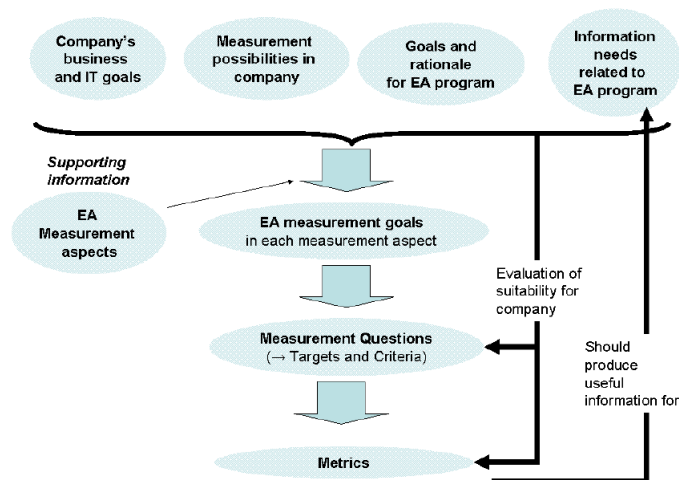 Company's
business
and IT goals
Measurement
possibilities in
company
Goals and
rationale
for EA program
Information
needs
related to
EA program
Supporting
information
EA
Measurement
aspects
EA measurement goals
in each measurement aspect
Evaluation of
suitability for
company
Measurement Questions
(→ Targets and Criteria)
Should
produce
useful
information for
Metrics